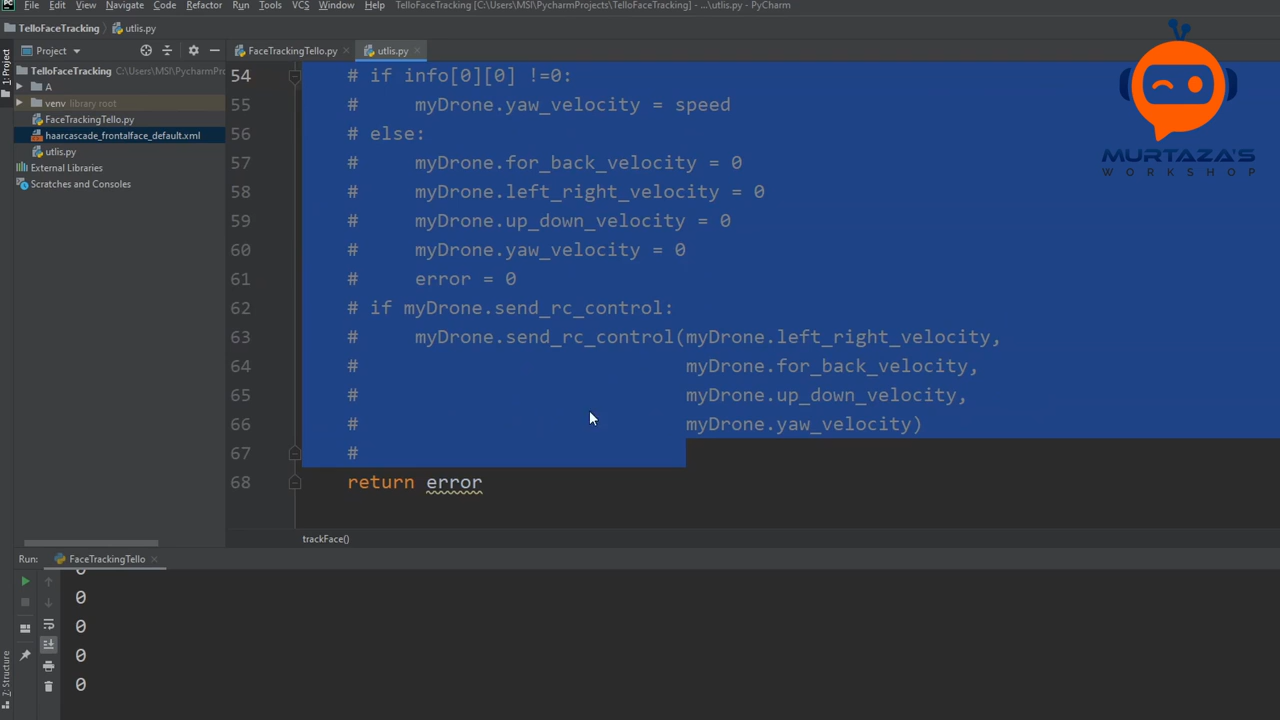 File Edit View Navigate Code Refactor Run Tools VCS Window Help TelloFaceTracking [C:\Users\MSI\PycharmProjects\TelloFaceTracking] - ...\utlis.py - PyCharm
TelloFaceTracking utlis.py
Project FaceTrackingTello.py utlis.py
1: Project
TelloFaceTracking C:\Users\MSI\PycharmPro
A
venv library root
FaceTrackingTello.py
haarcascade_frontalface_default.xml
utlis.py
External Libraries
Scratches and Consoles
54 # if info[0][0] !=0:
55 #     myDrone.yaw_velocity = speed
56 # else:
57 #     myDrone.for_back_velocity = 0
58 #     myDrone.left_right_velocity = 0
59 #     myDrone.up_down_velocity = 0
60 #     myDrone.yaw_velocity = 0
61 #     error = 0
62 # if myDrone.send_rc_control:
63 #     myDrone.send_rc_control(myDrone.left_right_velocity,
64 #                             myDrone.for_back_velocity,
65 #                             myDrone.up_down_velocity,
66 #                             myDrone.yaw_velocity)
67 #
68 return error
trackFace()
MURTAZA'S
WORKSHOP
Run: FaceTrackingTello
0
0
0
0
Z: Structure